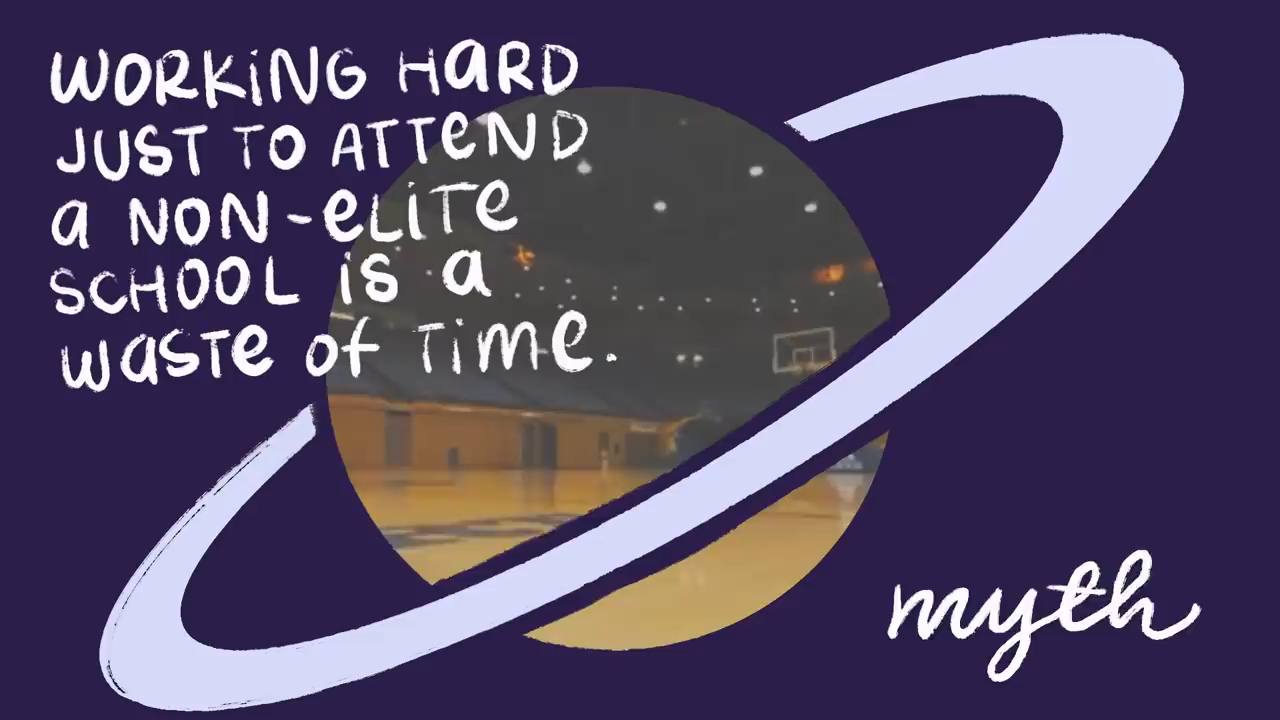 WORKING HARD
JUST TO ATTEND
a NON-eLiTe
SCHOOL is a
waste of Time.
myth